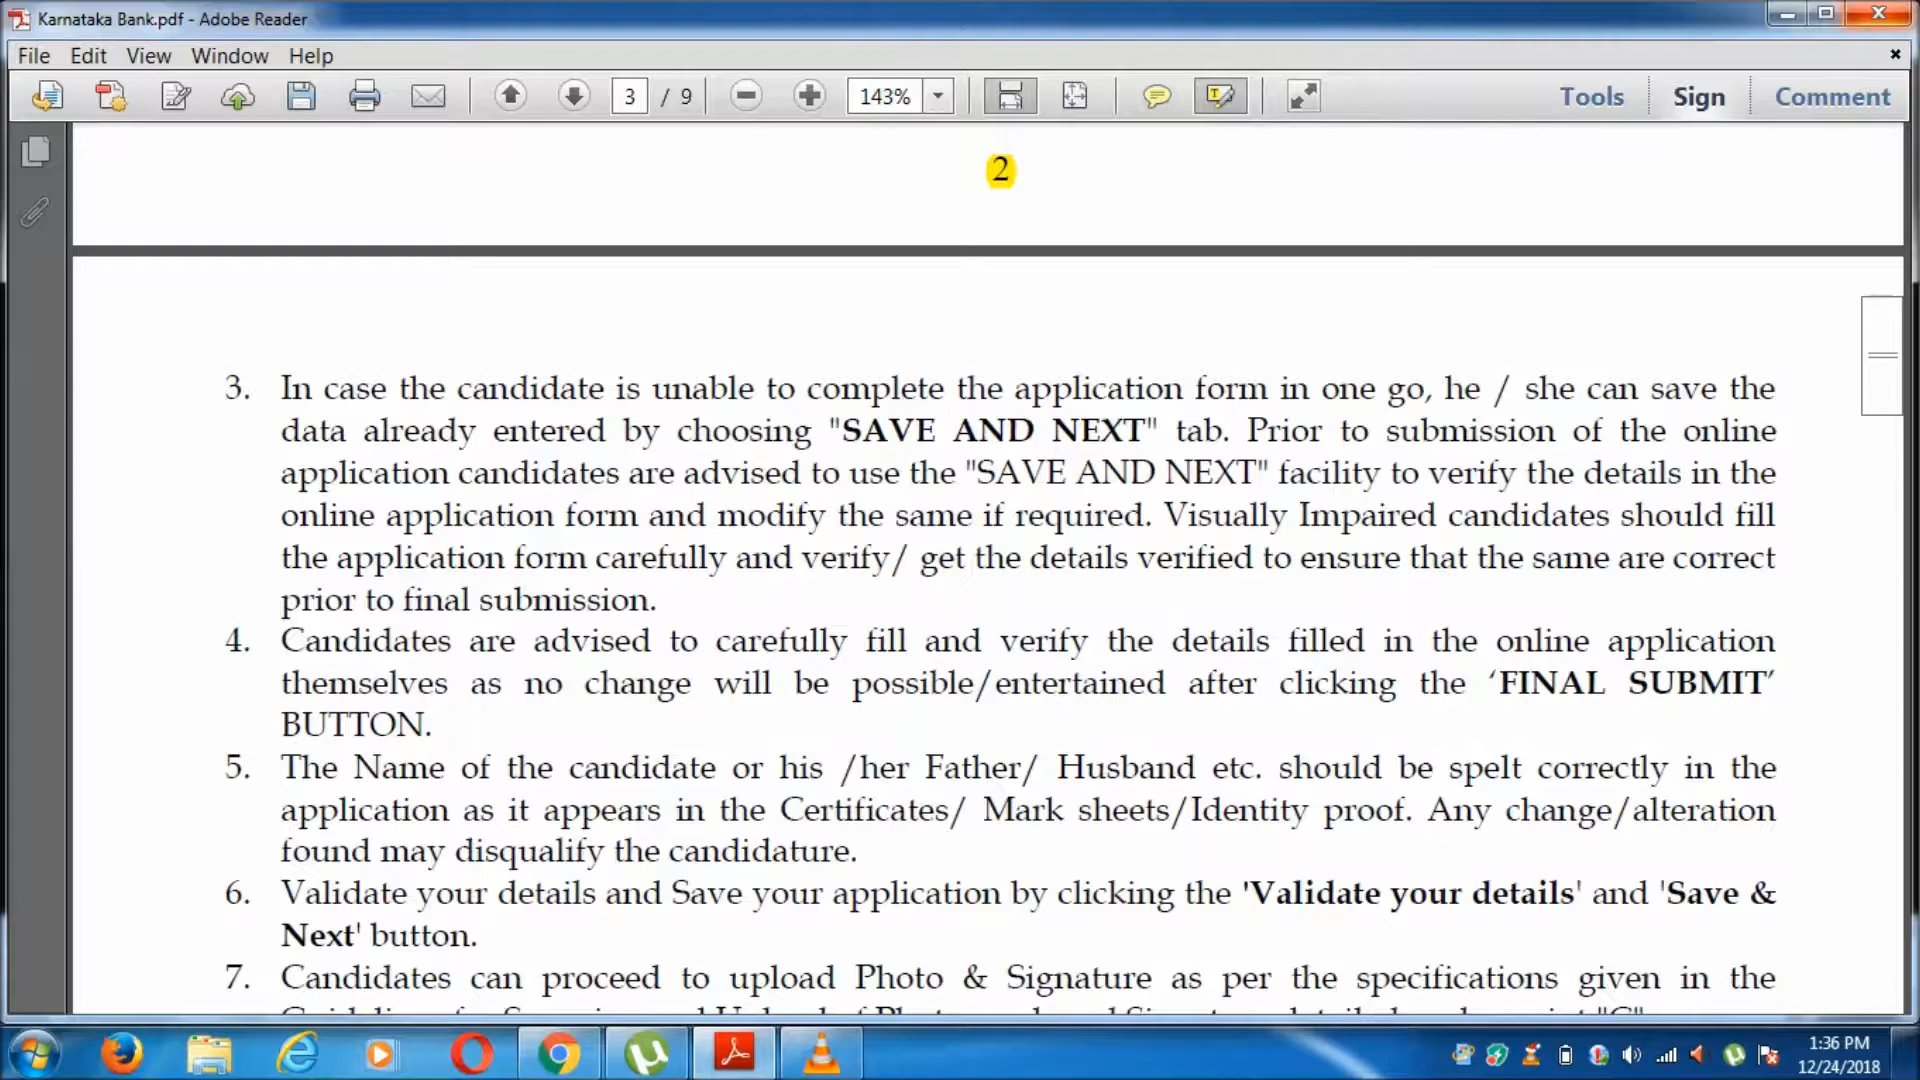 Karnataka Bank.pdf - Adobe Reader
File Edit View Window Help
3 / 9 143% Tools Sign Comment
2
3. In case the candidate is unable to complete the application form in one go, he / she can save the
data already entered by choosing "SAVE AND NEXT" tab. Prior to submission of the online
application candidates are advised to use the "SAVE AND NEXT" facility to verify the details in the
online application form and modify the same if required. Visually Impaired candidates should fill
the application form carefully and verify/ get the details verified to ensure that the same are correct
prior to final submission.
4. Candidates are advised to carefully fill and verify the details filled in the online application
themselves as no change will be possible/entertained after clicking the ‘FINAL SUBMIT’
BUTTON.
5. The Name of the candidate or his /her Father/ Husband etc. should be spelt correctly in the
application as it appears in the Certificates/ Mark sheets/Identity proof. Any change/alteration
found may disqualify the candidature.
6. Validate your details and Save your application by clicking the 'Validate your details' and 'Save &
Next' button.
7. Candidates can proceed to upload Photo & Signature as per the specifications given in the
1:36 PM
12/24/2018